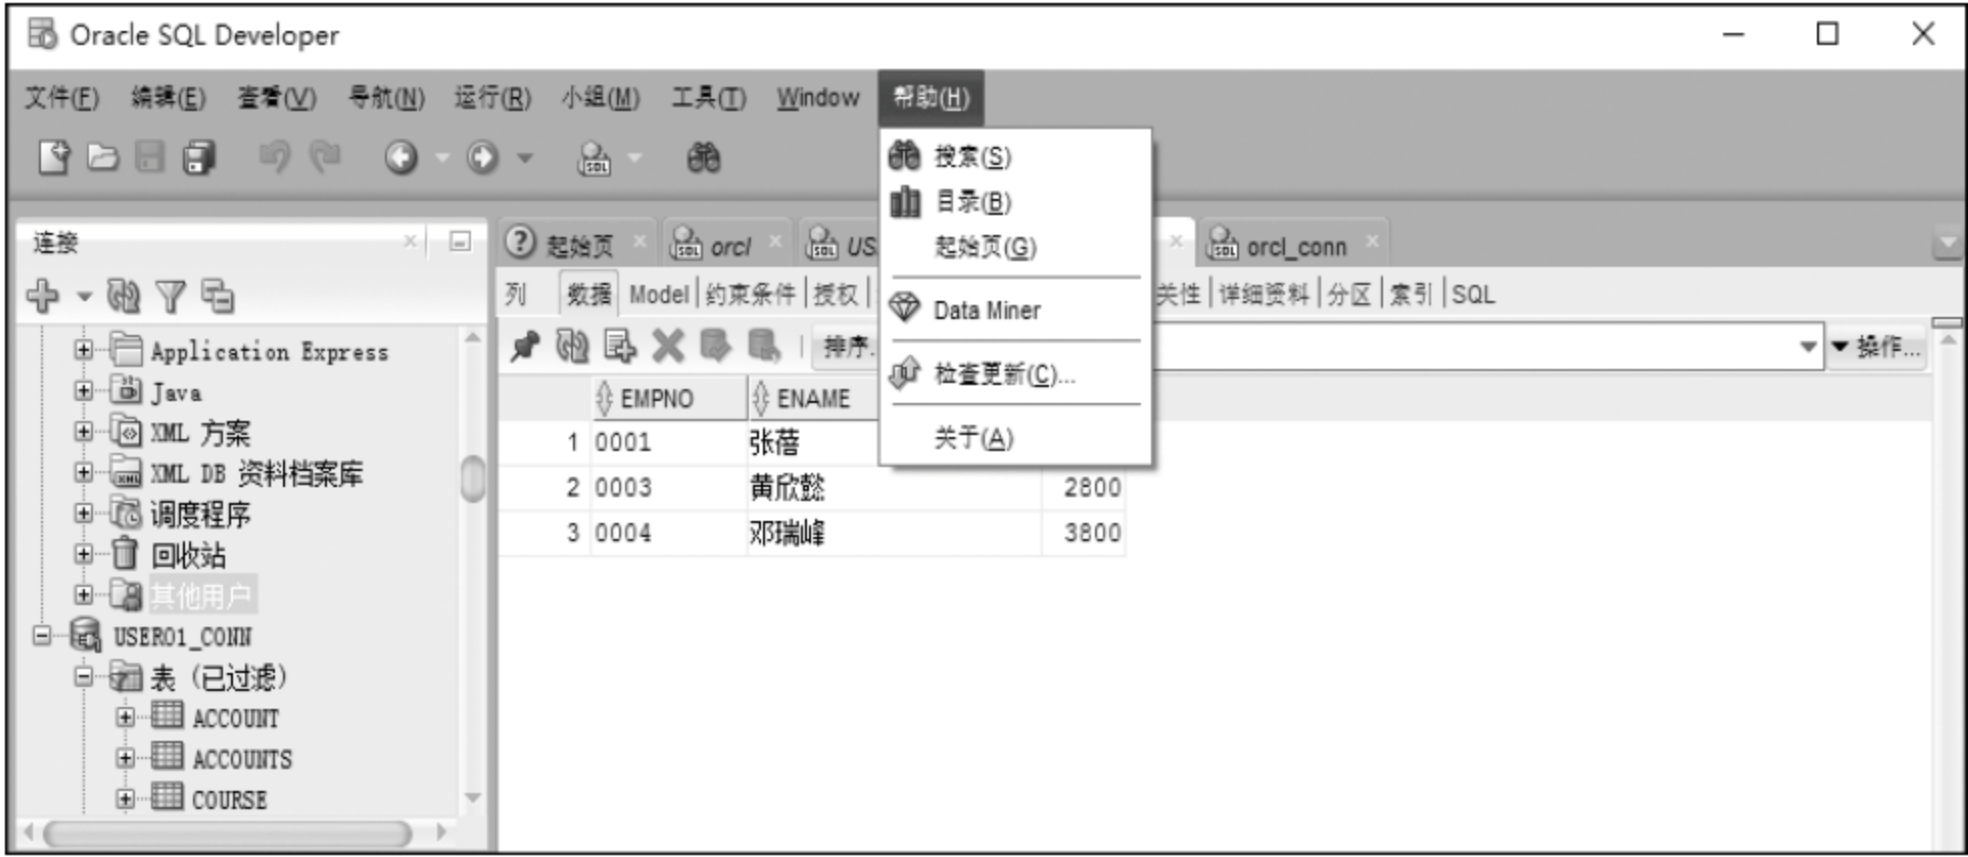 Oracle SQL Developer
文件(F) 编辑(E) 查看(V) 导航(N) 运行(R) 小组(M) 工具(T) Window 帮助(H)
搜索(S)
目录(B)
起始页(G)
Data Miner
检查更新(C)...
关于(A)
连接
起始页 orcl US orcl_conn
列 数据 Model 约束条件 授权 关性 详细资料 分区 索引 SQL
排序. 操作...
EMPNO ENAME
1 0001 张蓓
2 0003 黄欣懿 2800
3 0004 邓瑞峰 3800
Application Express
Java
XML 方案
XML DB 资料档案库
调度程序
回收站
其他用户
USER01_CONN
表 (已过滤)
ACCOUNT
ACCOUNTS
COURSE